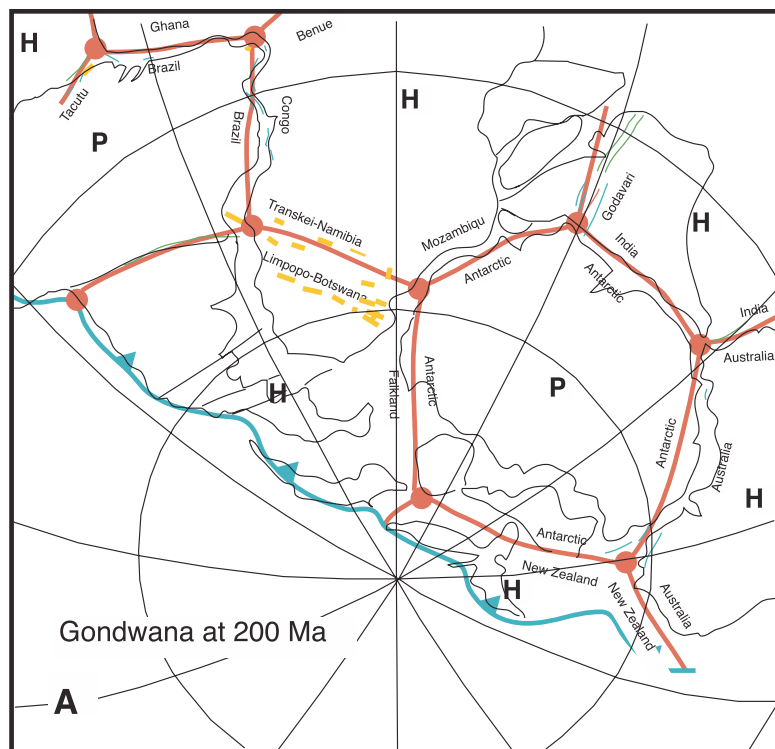 Ghana
Benue
H
Brazil
Tacutu
H
P
Brazil
Congo
Godavari
Transkei-Namibia
Mozambiqu
H
India
Limpopo-Botswana
Antarctic
Antarctic
India
Australia
Falkland
Antarctic
P
H
Antarctic
Australia
H
Antarctic
New Zealand
H
New Zealand
Australia
Gondwana at 200 Ma
A